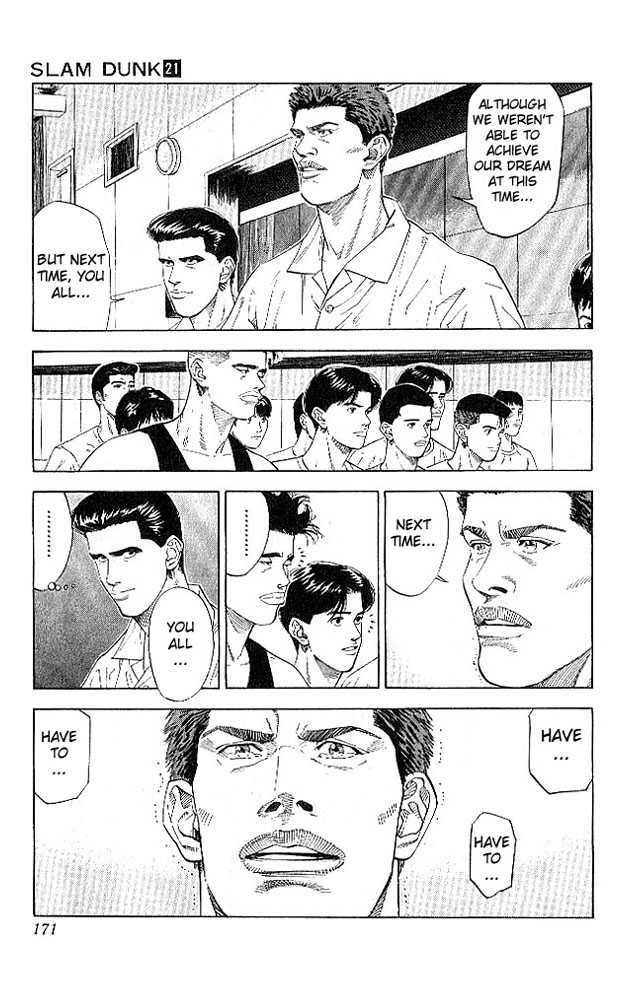 SLAM DUNK 21
ALTHOUGH
WE WEREN'T
ABLE TO
ACHIEVE
OUR DREAM
AT THIS
TIME...
BUT NEXT
TIME, YOU
ALL...
NEXT
TIME...
........
YOU
ALL
...
........
HAVE
...
HAVE
TO
...
HAVE
TO
...
171